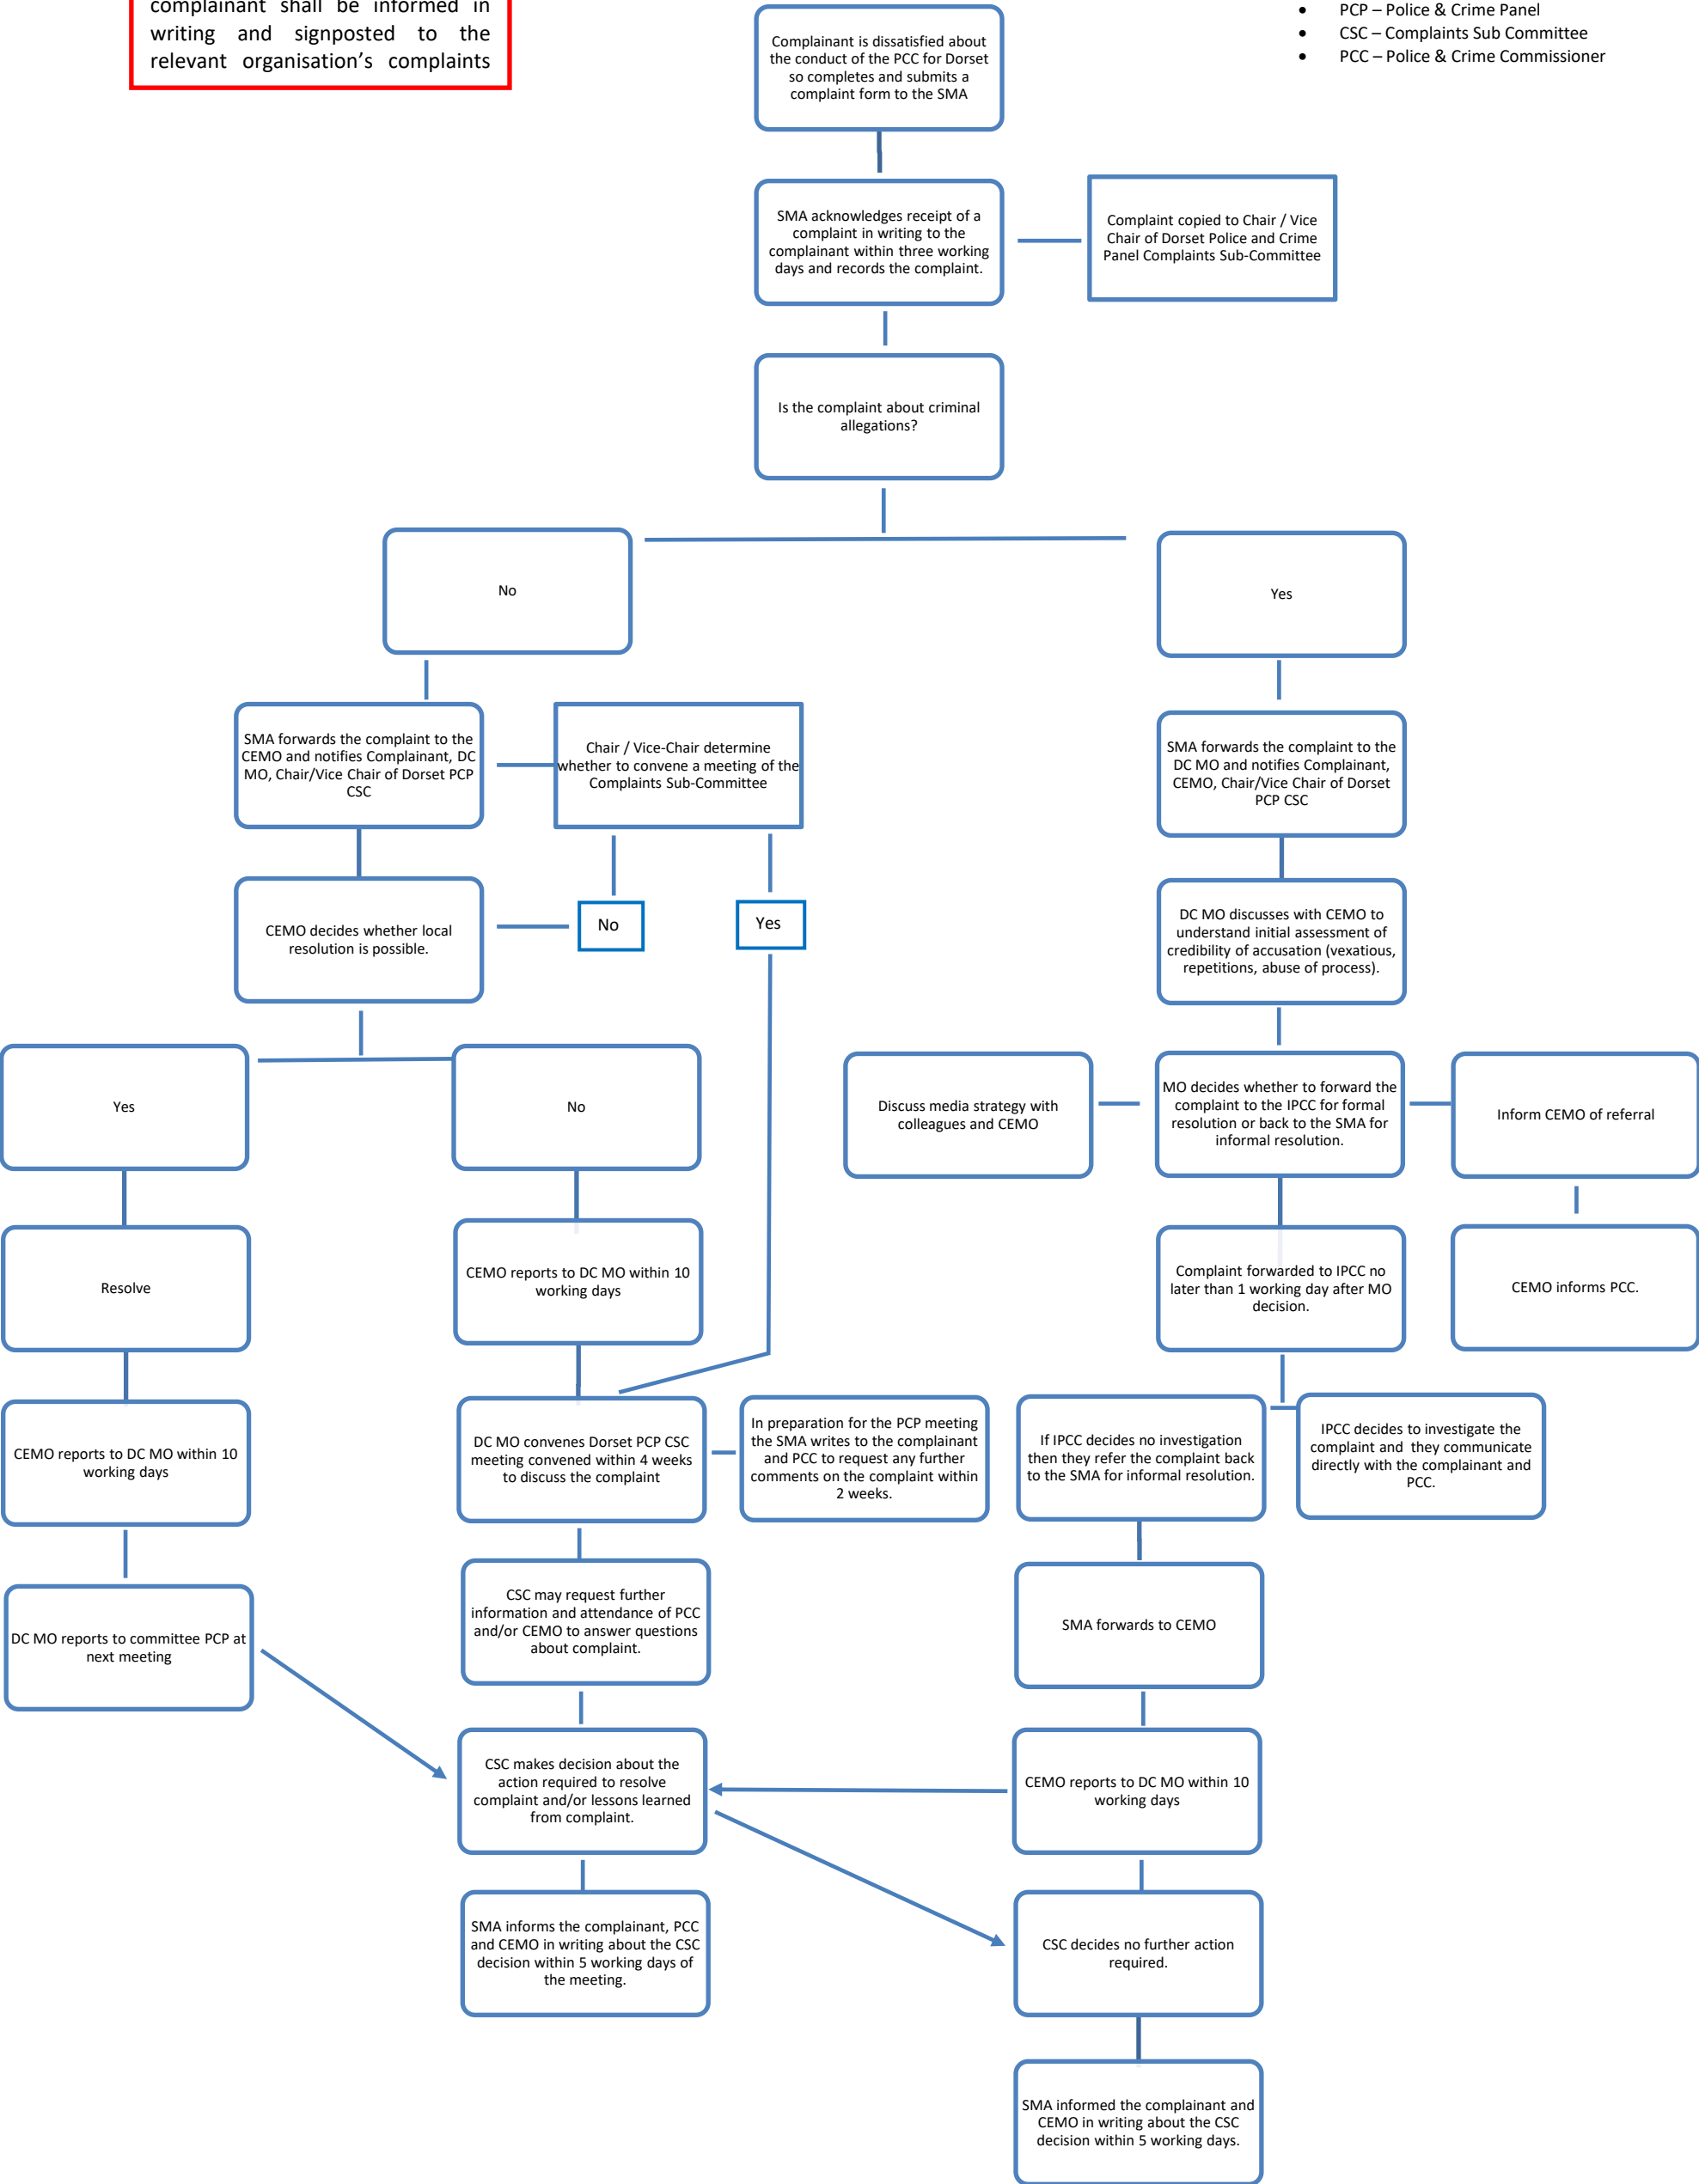 complainant shall be informed in
writing and signposted to the
relevant organisation's complaints
• PCP – Police & Crime Panel
• CSC – Complaints Sub Committee
• PCC – Police & Crime Commissioner
Complainant is dissatisfied about
the conduct of the PCC for Dorset
so completes and submits a
complaint form to the SMA
SMA acknowledges receipt of a
complaint in writing to the
complainant within three working
days and records the complaint.
Complaint copied to Chair / Vice
Chair of Dorset Police and Crime
Panel Complaints Sub-Committee
Is the complaint about criminal
allegations?
No
Yes
SMA forwards the complaint to the
CEMO and notifies Complainant, DC
MO, Chair/Vice Chair of Dorset PCP
CSC
Chair / Vice-Chair determine
whether to convene a meeting of the
Complaints Sub-Committee
SMA forwards the complaint to the
DC MO and notifies Complainant,
CEMO, Chair/Vice Chair of Dorset
PCP CSC
CEMO decides whether local
resolution is possible.
No
Yes
DC MO discusses with CEMO to
understand initial assessment of
credibility of accusation (vexatious,
repetitions, abuse of process).
Yes
No
Discuss media strategy with
colleagues and CEMO
MO decides whether to forward the
complaint to the IPCC for formal
resolution or back to the SMA for
informal resolution.
Inform CEMO of referral
Resolve
CEMO reports to DC MO within 10
working days
Complaint forwarded to IPCC no
later than 1 working day after MO
decision.
CEMO informs PCC.
CEMO reports to DC MO within 10
working days
DC MO convenes Dorset PCP CSC
meeting convened within 4 weeks
to discuss the complaint
In preparation for the PCP meeting
the SMA writes to the complainant
and PCC to request any further
comments on the complaint within
2 weeks.
If IPCC decides no investigation
then they refer the complaint back
to the SMA for informal resolution.
IPCC decides to investigate the
complaint and  they communicate
directly with the complainant and
PCC.
DC MO reports to committee PCP at
next meeting
CSC may request further
information and attendance of PCC
and/or CEMO to answer questions
about complaint.
SMA forwards to CEMO
CSC makes decision about the
action required to resolve
complaint and/or lessons learned
from complaint.
CEMO reports to DC MO within 10
working days
SMA informs the complainant, PCC
and CEMO in writing about the CSC
decision within 5 working days of
the meeting.
CSC decides no further action
required.
SMA informed the complainant and
CEMO in writing about the CSC
decision within 5 working days.